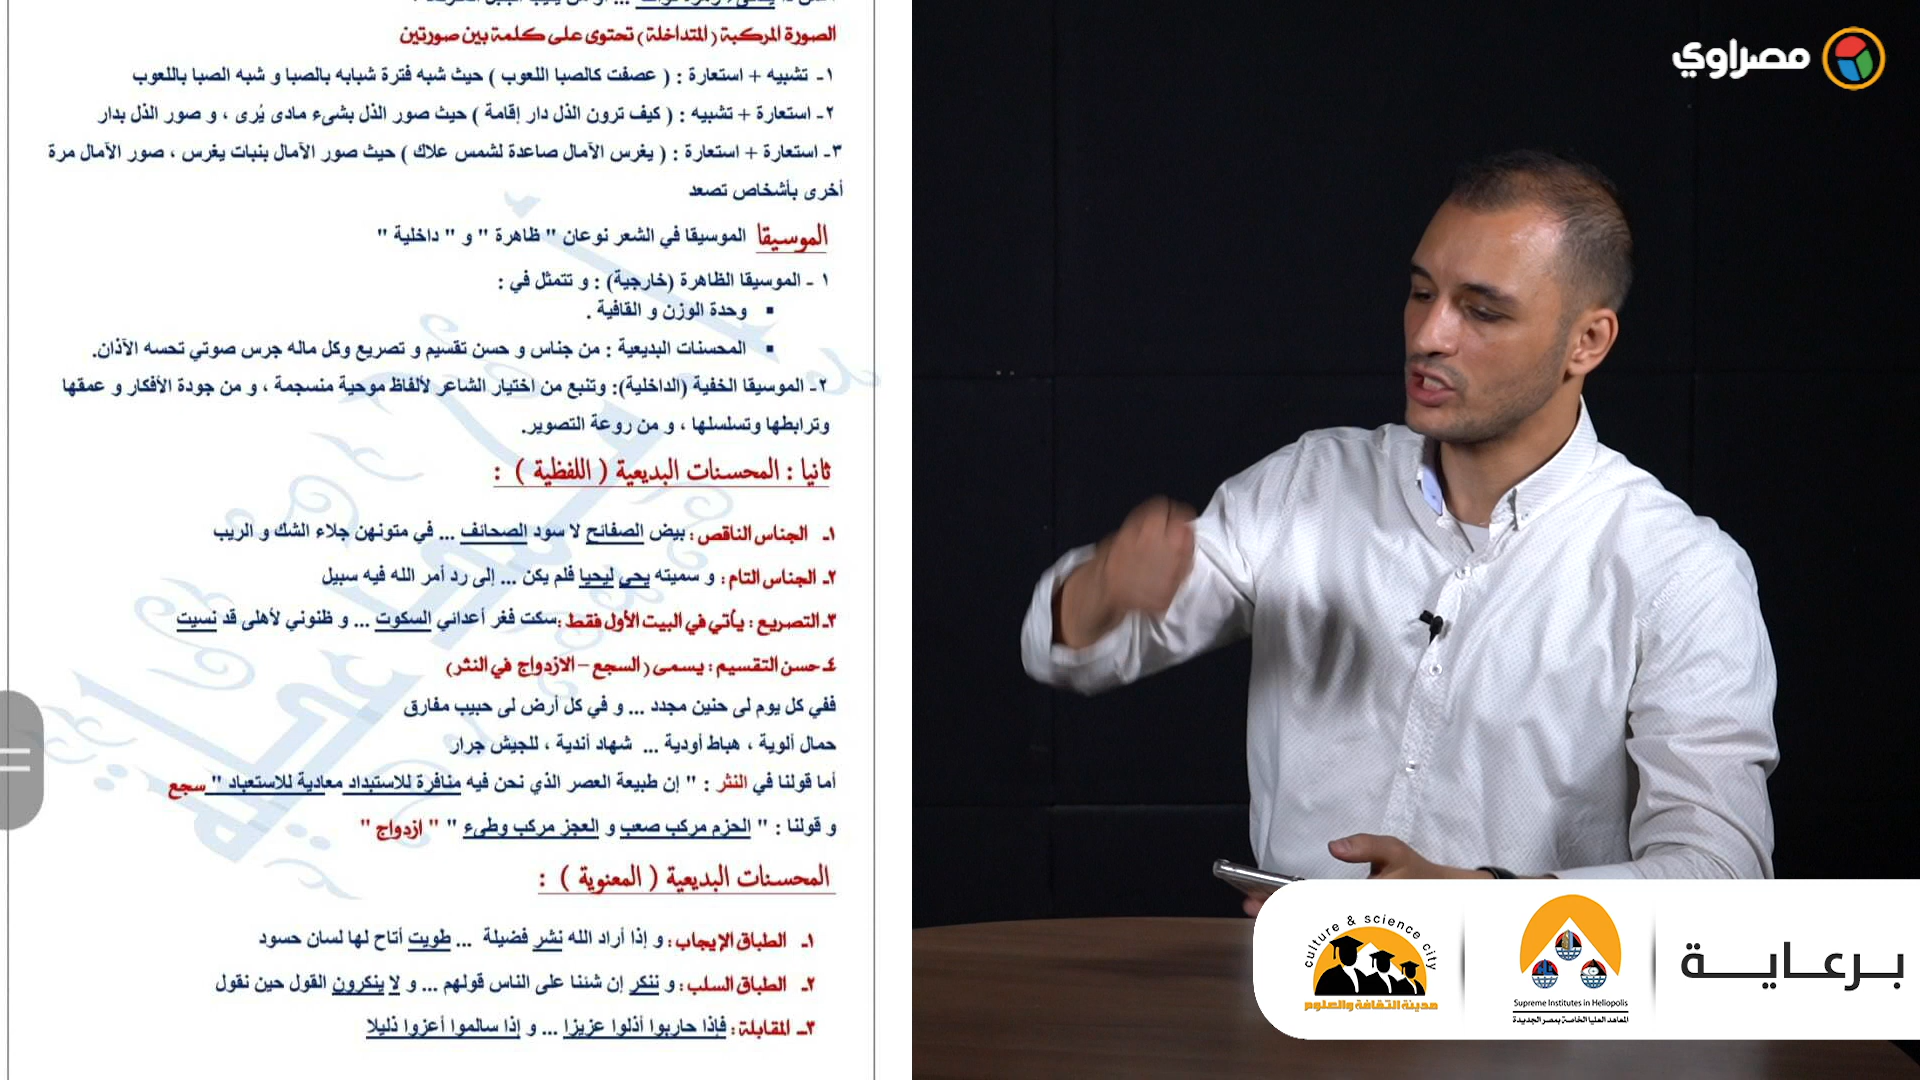 الصورة المركبة ( المتداخلة ) تحتوى على كلمة بين صورتين
١- تشبيه + استعارة : ( عصفت كالصبا اللعوب ) حيث شبه فترة شبابه بالصبا و شبه الصبا باللعوب
٢- استعارة + تشبيه : ( كيف ترون الذل دار إقامة ) حيث صور الذل بشىء مادى يُرى ، و صور الذل بدار
٣- استعارة + استعارة : ( يغرس الآمال صاعدة لشمس علاك ) حيث صور الآمال بنبات يغرس ، صور الآمال مرة
أخرى بأشخاص تصعد
الموسيقا الموسيقا في الشعر نوعان " ظاهرة " و " داخلية "
١ - الموسيقا الظاهرة (خارجية) : و تتمثل في :
▪ وحدة الوزن و القافية .
▪ المحسنات البديعية : من جناس و حسن تقسيم و تصريع وكل ماله جرس صوتي تحسه الآذان.
٢- الموسيقا الخفية (الداخلية): وتنبع من اختيار الشاعر لألفاظ موحية منسجمة ، و من جودة الأفكار و عمقها
وترابطها وتسلسلها ، و من روعة التصوير.
ثانيا : المحسنات البديعية ( اللفظية ) :
١- الجناس الناقص : بيض الصفائح لا سود الصحائف ... في متونهن جلاء الشك و الريب
٢- الجناس التام : و سميته يحي ليحيا فلم يكن ... إلى رد أمر الله فيه سبيل
٣- التصريع : يأتي في البيت الأول فقط : سكت فغر أعدائي السكوت ... و ظنوني لأهلى قد نسيت
٤- حسن التقسيم : يسمى ( السجع – الازدواج في النثر)
ففي كل يوم لى حنين مجدد ... و في كل أرض لى حبيب مفارق
حمال ألوية ، هباط أودية ... شهاد أندية ، للجيش جرار
أما قولنا في النثر : " إن طبيعة العصر الذي نحن فيه منافرة للاستبداد معادية للاستعباد " سجع
و قولنا : " الحزم مركب صعب و العجز مركب وطىء " " ازدواج "
المحسنات البديعية ( المعنوية ) :
١- الطباق الإيجاب : و إذا أراد الله نشر فضيلة ... طويت أتاح لها لسان حسود
٢- الطباق السلب : و ننكر إن شئنا على الناس قولهم ... و لا ينكرون القول حين نقول
٣- المقابلة : فإذا حاربوا أذلوا عزيزا ... و إذا سالموا أعزوا ذليلا
مصراوي
برعاية
Supreme Institutes in Heliopolis
المعاهد العليا الخاصة بمصر الجديدة
culture & science city
مدينة الثقافة والعلوم